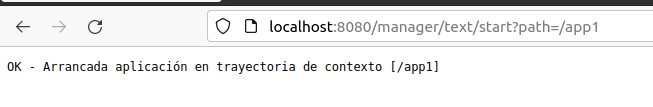 localhost:8080/manager/text/start?path=/app1
OK - Arrancada aplicación en trayectoria de contexto [/app1]